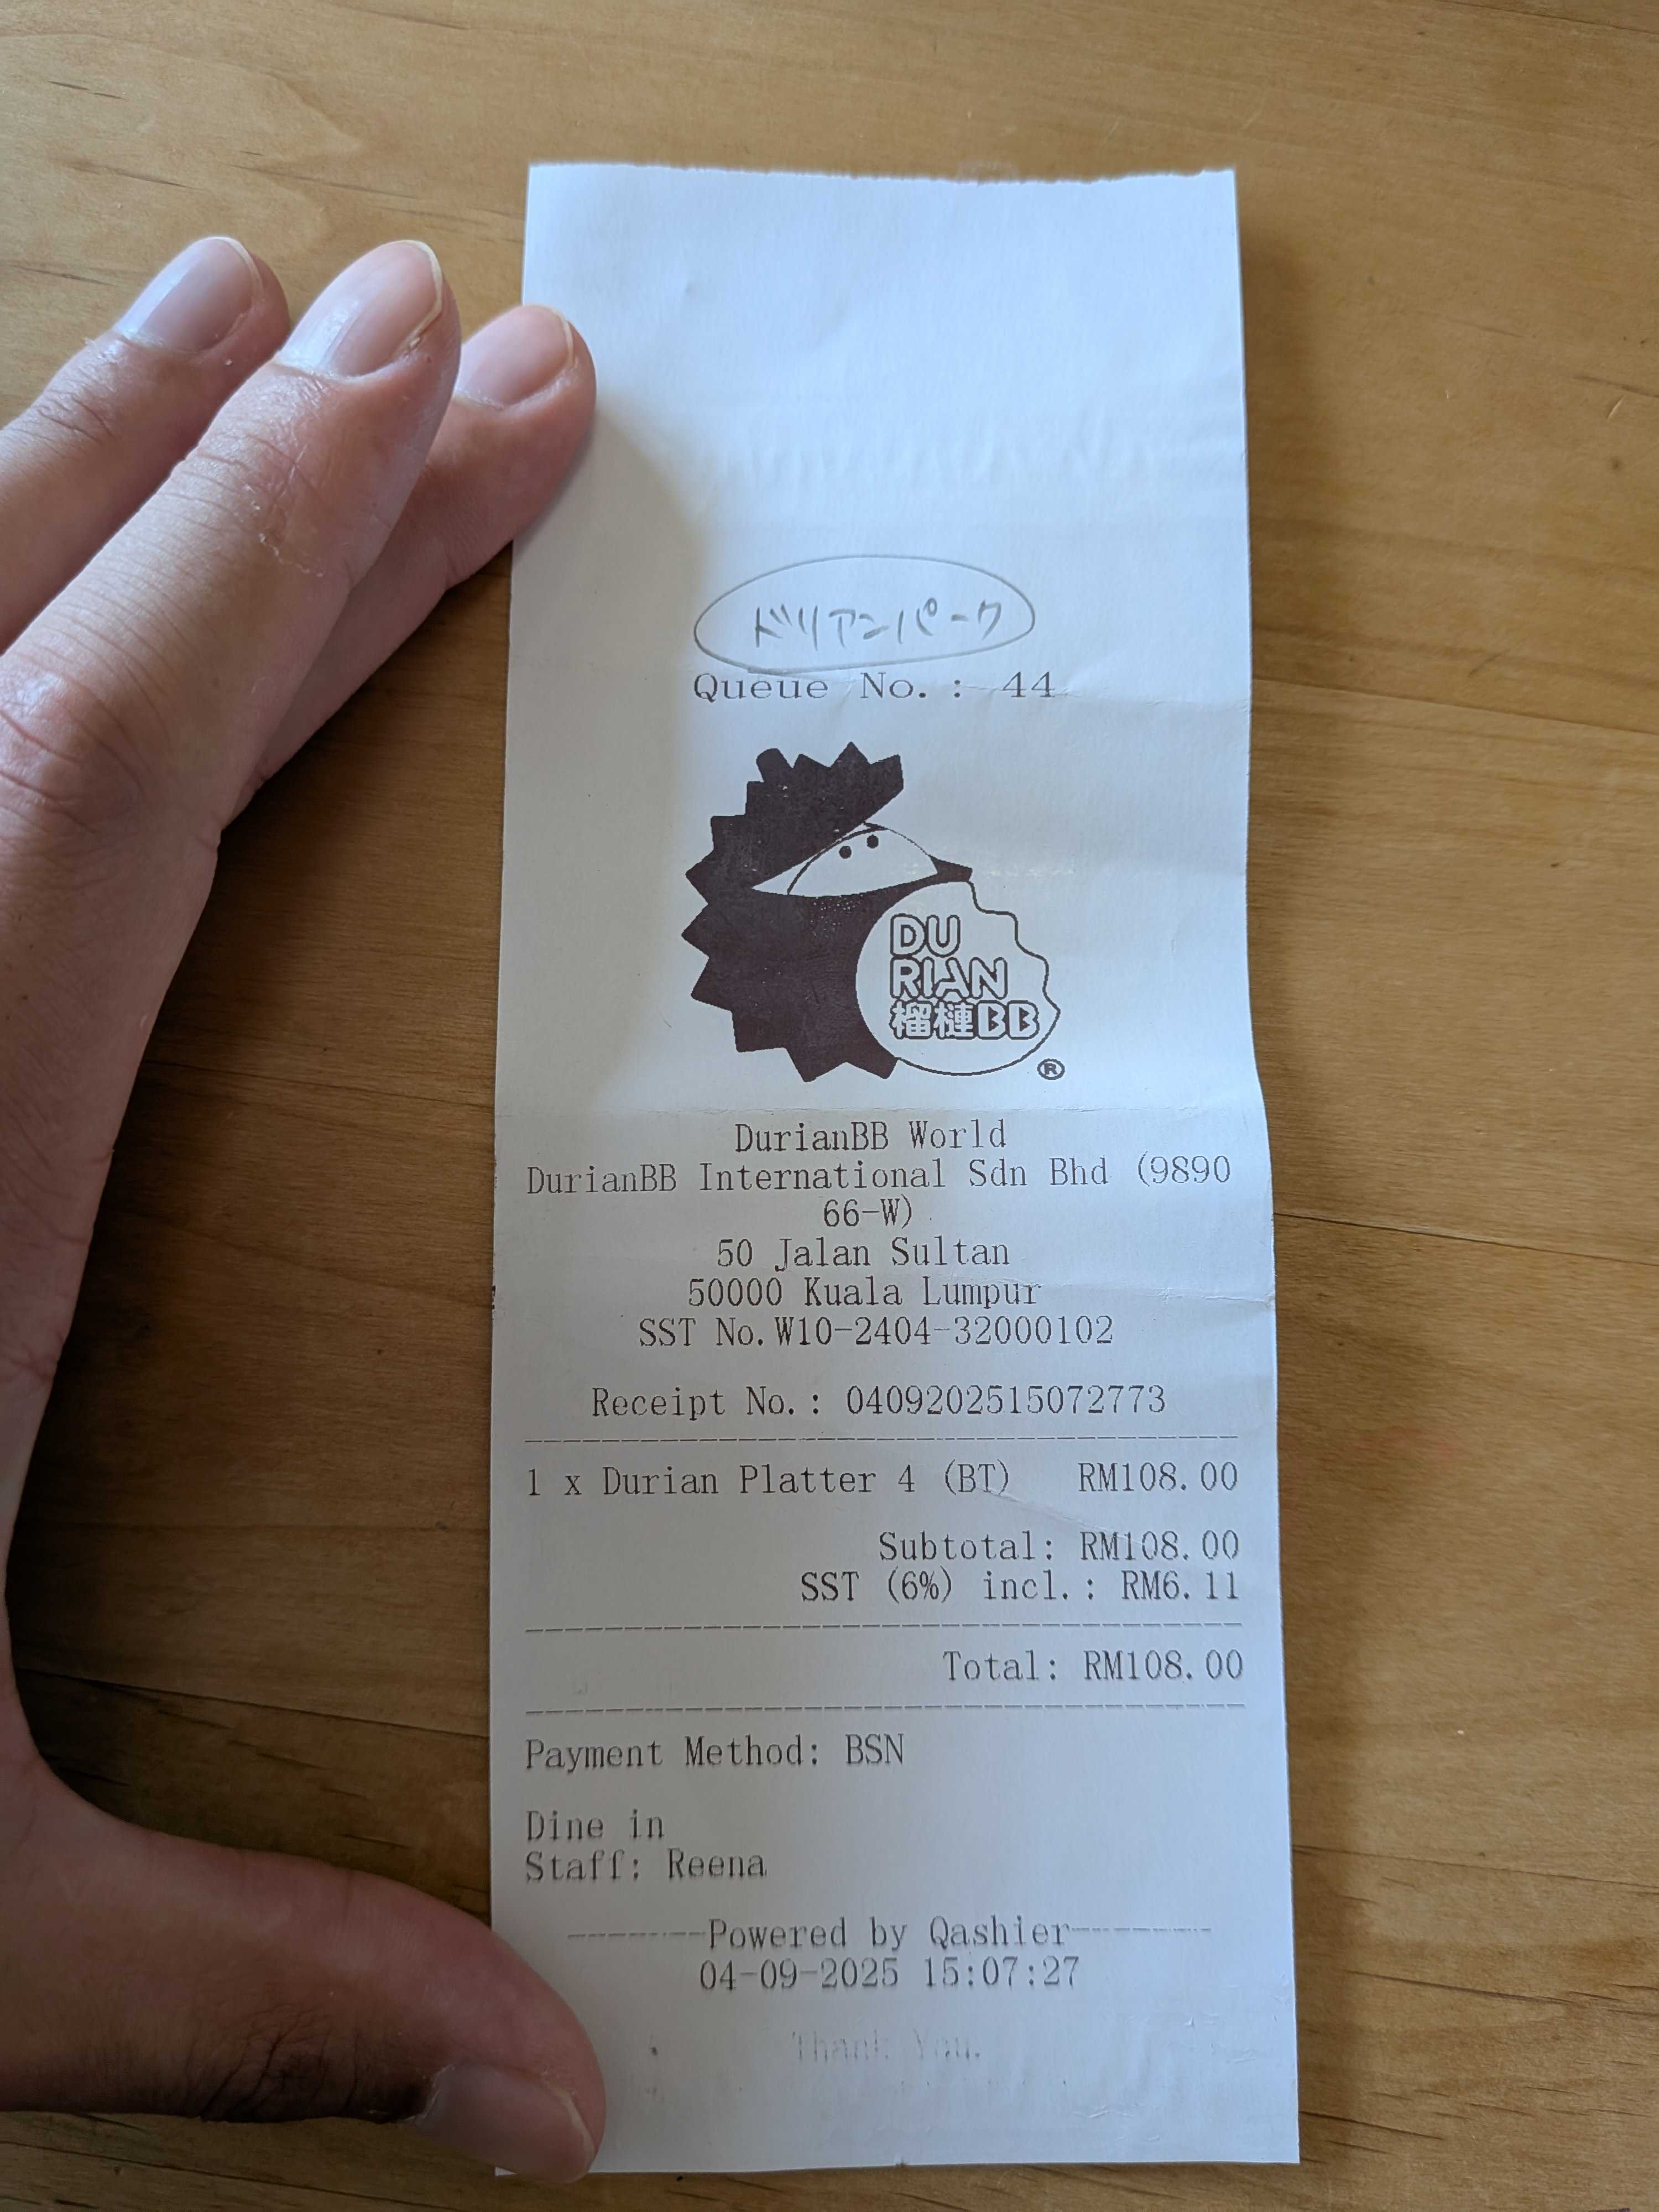 ドリアンパーク
Queue No.: 44
DU
RIAN
榴槤BB
®
DurianBB World
DurianBB International Sdn Bhd (9890
66-W)
50 Jalan Sultan
50000 Kuala Lumpur
SST No.W10-2404-32000102
Receipt No.: 0409202515072773
1 x Durian Platter 4 (BT) RM108.00
Subtotal: RM108.00
SST (6%) incl.: RM6.11
Total: RM108.00
Payment Method: BSN
Dine in
Staff: Reena
--------Powered by Qashier--------
04-09-2025 15:07:27
Thank You.